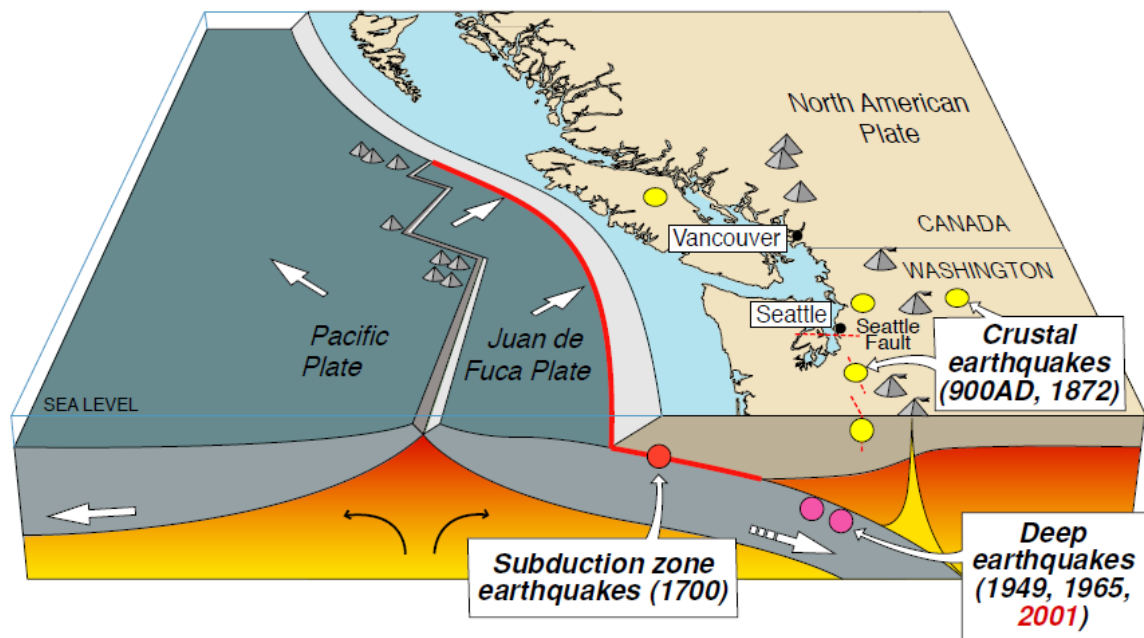 North American
Plate
CANADA
Vancouver
WASHINGTON
Seattle
Seattle
Fault
Crustal
earthquakes
(900AD, 1872)
Pacific
Plate
Juan de
Fuca Plate
SEA LEVEL
Subduction zone
earthquakes (1700)
Deep
earthquakes
(1949, 1965,
2001)